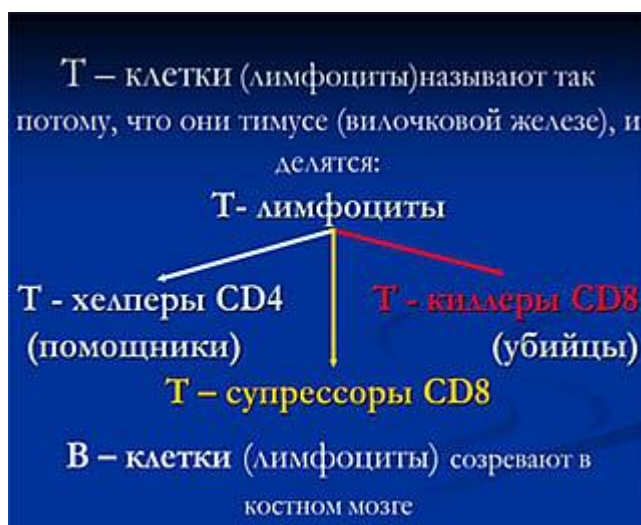 Т – клетки (лимфоциты)называют так
потому, что они тимусе (вилочковой железе), и
делятся:
Т- лимфоциты
Т - хелперы CD4
(помощники)
Т - киллеры CD8
(убийцы)
Т – супрессоры CD8
В – клетки (лимфоциты) созревают в
костном мозге